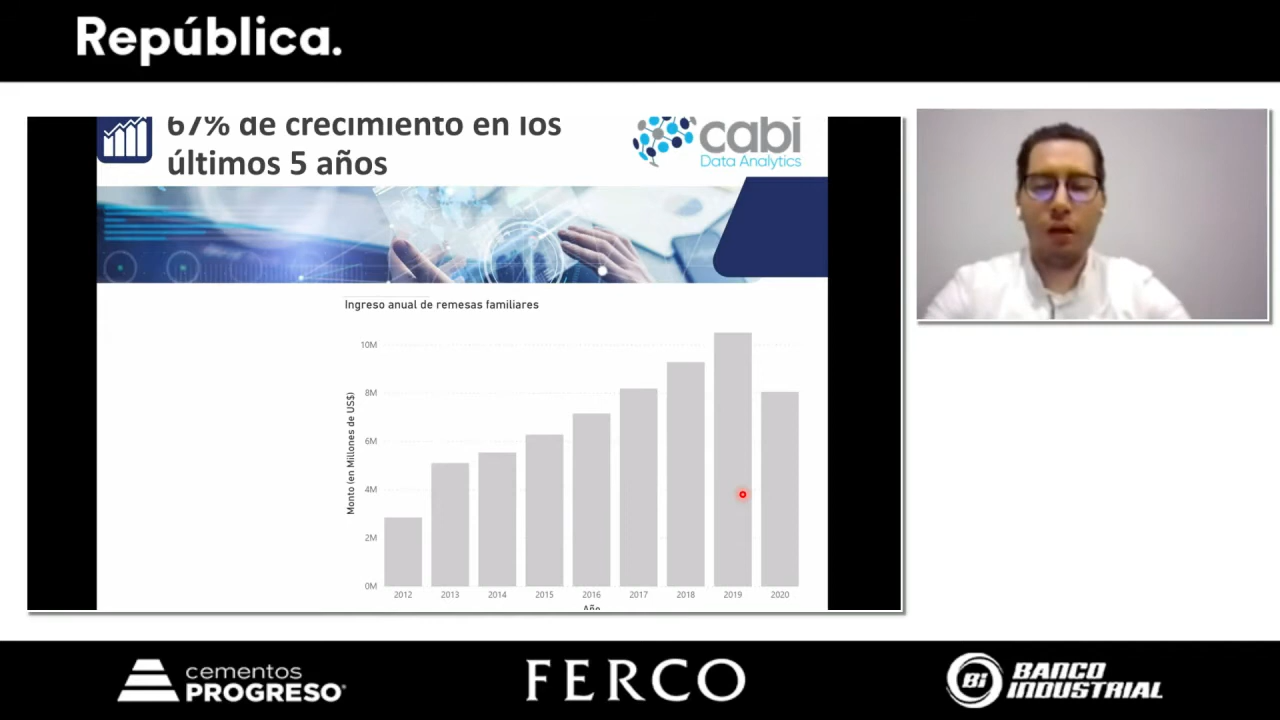 República.
67% de crecimiento en los
últimos 5 años
cabi
Data Analytics
Ingreso anual de remesas familiares
Monto (en Millones de US$)
10M
8M
6M
4M
2M
0M
2012 2013 2014 2015 2016 2017 2018 2019 2020
Año
cementos
PROGRESO
FERCO
Bi
BANCO
INDUSTRIAL